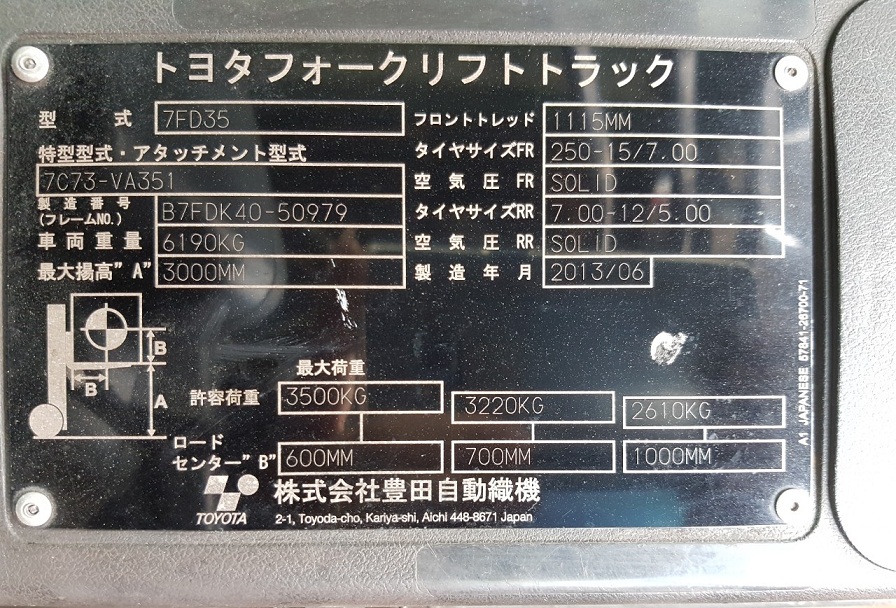 トヨタフォークリフトトラック
型式 7FD35 フロントトレッド 1115MM
特型型式・アタッチメント型式 タイヤサイズFR 250-15/7.00
7C73-VA351 空気圧 FR SOLID
製造番号
(フレームNO.) B7FDK40-50979 タイヤサイズRR 7.00-12/5.00
車両重量 6190KG 空気圧 RR SOLID
最大揚高"A" 3000MM 製造年月 2013/06
B
B
A
最大荷重
許容荷重 3500KG 3220KG 2610KG
ロード
センター"B" 600MM 700MM 1000MM
TOYOTA 株式会社豊田自動織機
2-1, Toyoda-cho, Kariya-shi, Aichi 448-8671 Japan
A1 JAPANESE 57841-26700-71